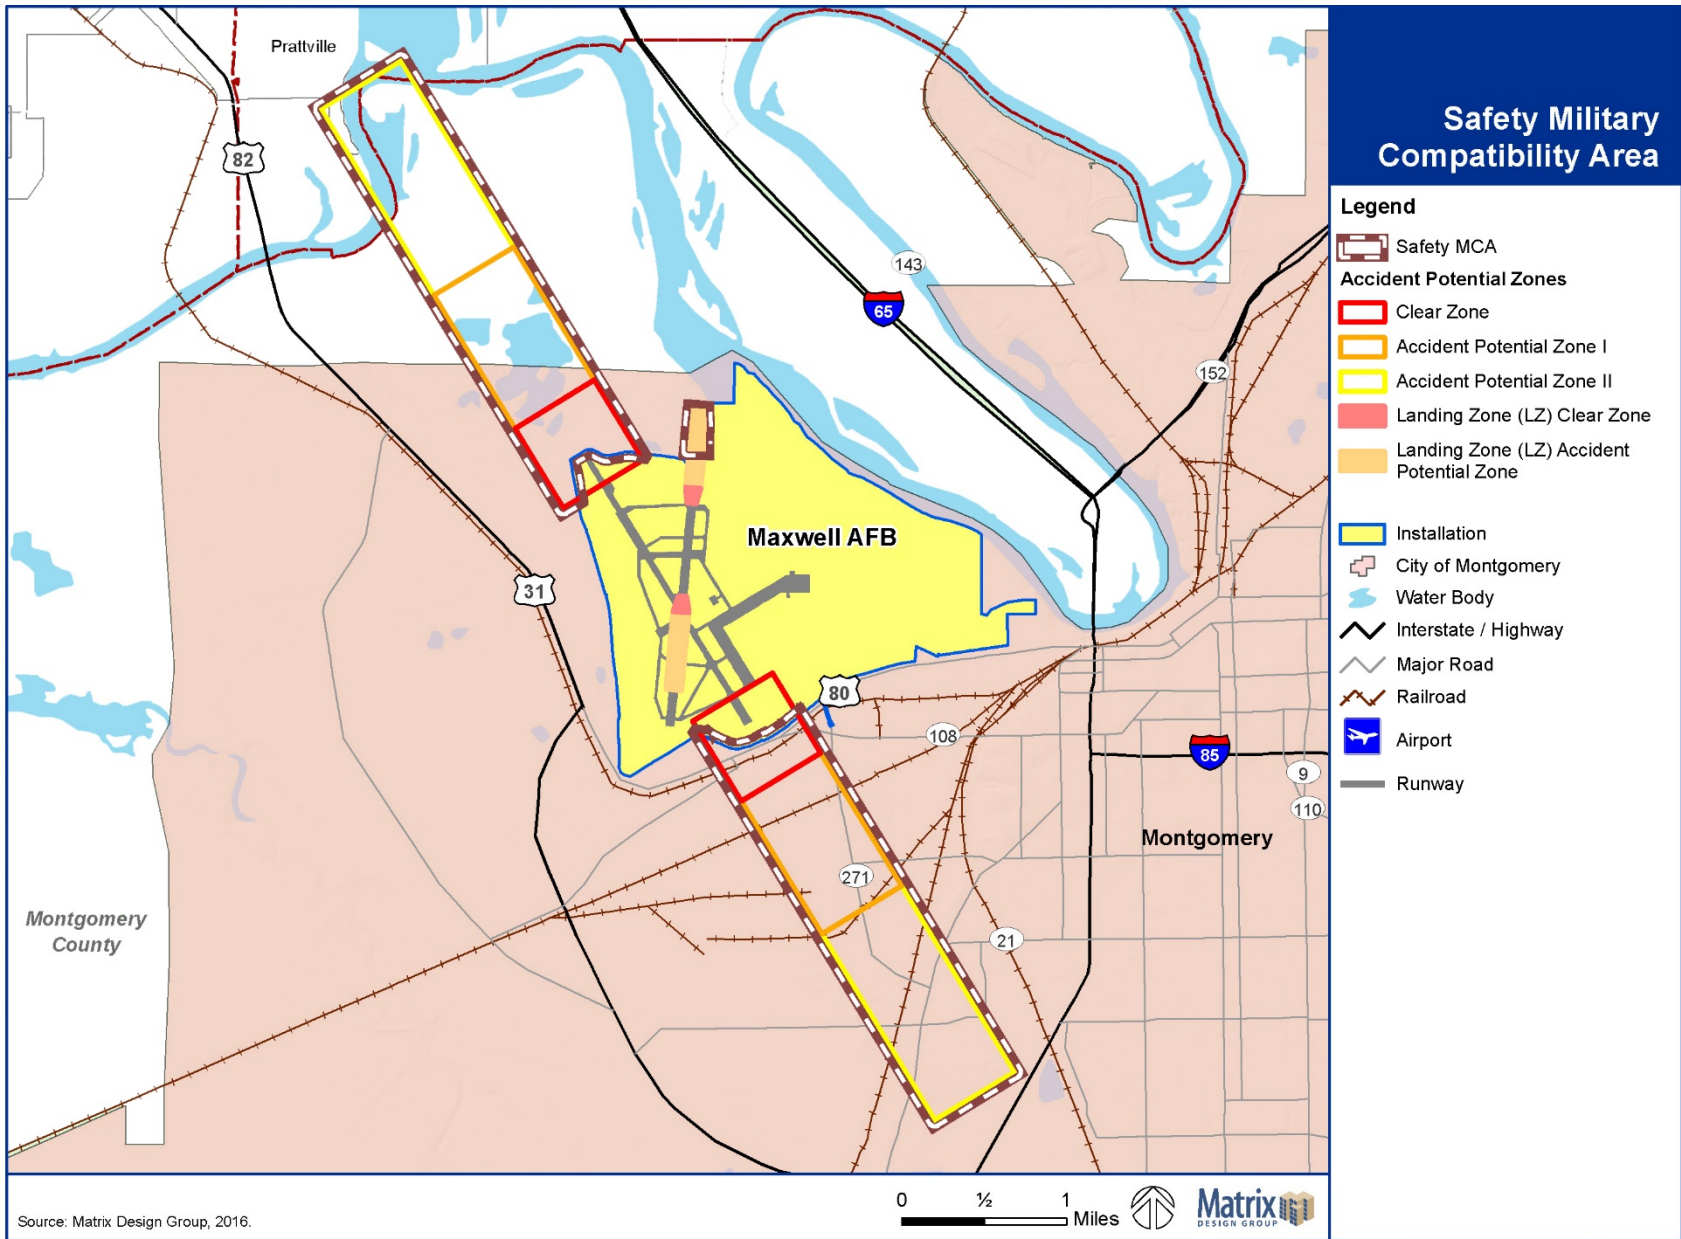 Safety Military
Compatibility Area
Legend
Safety MCA
Accident Potential Zones
Clear Zone
Accident Potential Zone I
Accident Potential Zone II
Landing Zone (LZ) Clear Zone
Landing Zone (LZ) Accident
Potential Zone
Installation
City of Montgomery
Water Body
Interstate / Highway
Major Road
Railroad
Airport
Runway
Prattville
82
143
65
152
Maxwell AFB
31
80
108
85
9
110
Montgomery
271
21
Montgomery
County
0 ½ 1
Miles
Source: Matrix Design Group, 2016.
Matrix
DESIGN GROUP